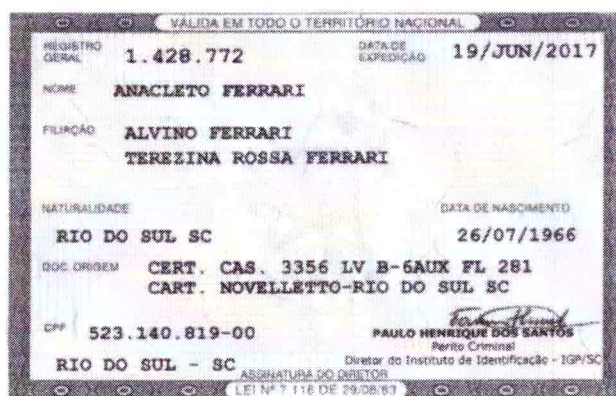 VÁLIDA EM TODO O TERRITÓRIO NACIONAL
REGISTRO GERAL 1.428.772 DATA DE EXPEDIÇÃO 19/JUN/2017
NOME ANACLETO FERRARI
FILIAÇÃO ALVINO FERRARI
TEREZINA ROSSA FERRARI
NATURALIDADE DATA DE NASCIMENTO
RIO DO SUL SC 26/07/1966
DOC ORIGEM CERT. CAS. 3356 LV B-6AUX FL 281
CART. NOVELLETTO-RIO DO SUL SC
CPF 523.140.819-00
PAULO HENRIQUE DOS SANTOS
Perito Criminal
RIO DO SUL - SC Diretor do Instituto de Identificação - IGP/SC
ASSINATURA DO DIRETOR
LEI Nº 7.116 DE 29/08/83